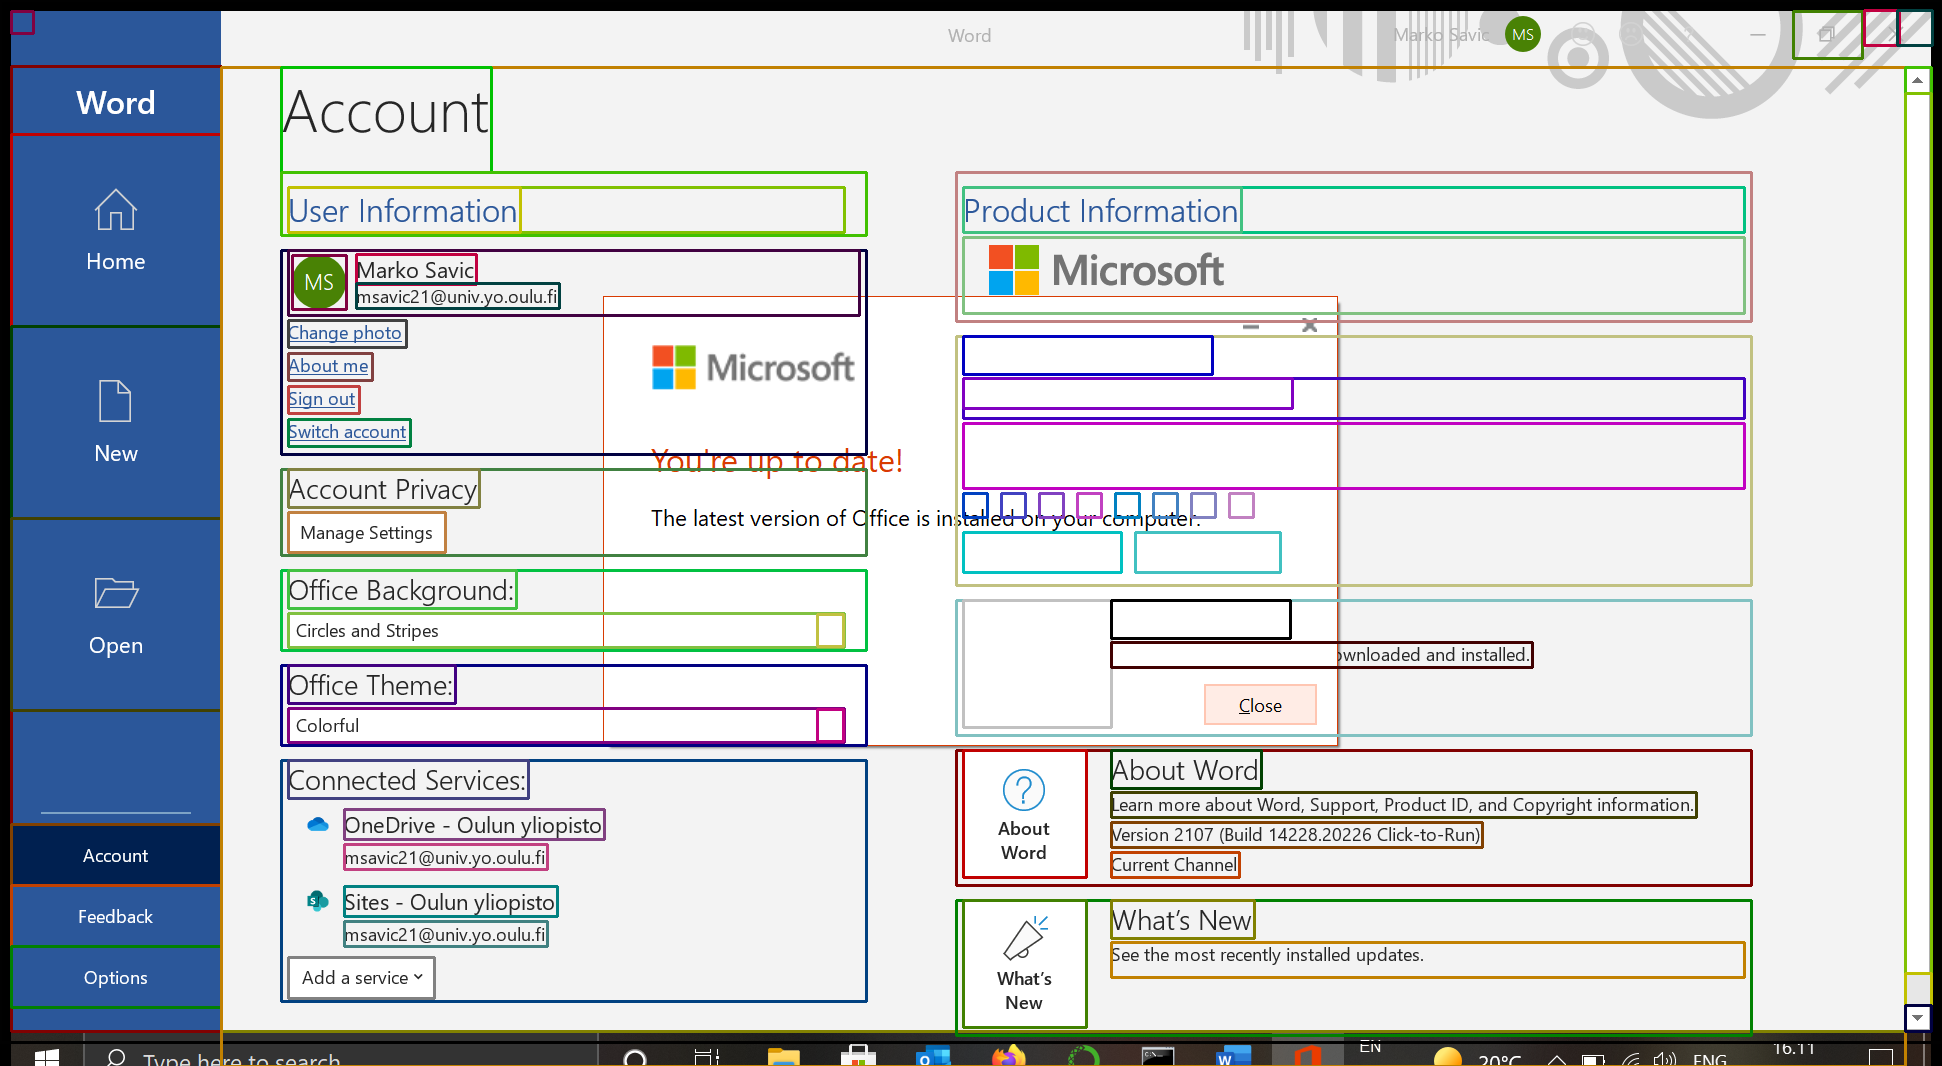 Word
Marko Savic
MS
Word
Home
New
Open
Account
Feedback
Options
Account
User Information
MS
Marko Savic
msavic21@univ.yo.oulu.fi
Change photo
About me
Sign out
Switch account
Account Privacy
Manage Settings
Office Background:
Circles and Stripes
Office Theme:
Colorful
Connected Services:
OneDrive - Oulun yliopisto
msavic21@univ.yo.oulu.fi
Sites - Oulun yliopisto
msavic21@univ.yo.oulu.fi
Add a service
Product Information
Microsoft
Microsoft
You're up to date!
The latest version of Office is installed on your computer.
ownloaded and installed.
Close
About Word
About Word
Learn more about Word, Support, Product ID, and Copyright information.
Version 2107 (Build 14228.20226 Click-to-Run)
Current Channel
What's New
What's New
See the most recently installed updates.
Type here to search
EN
20°C
ENG
16.11